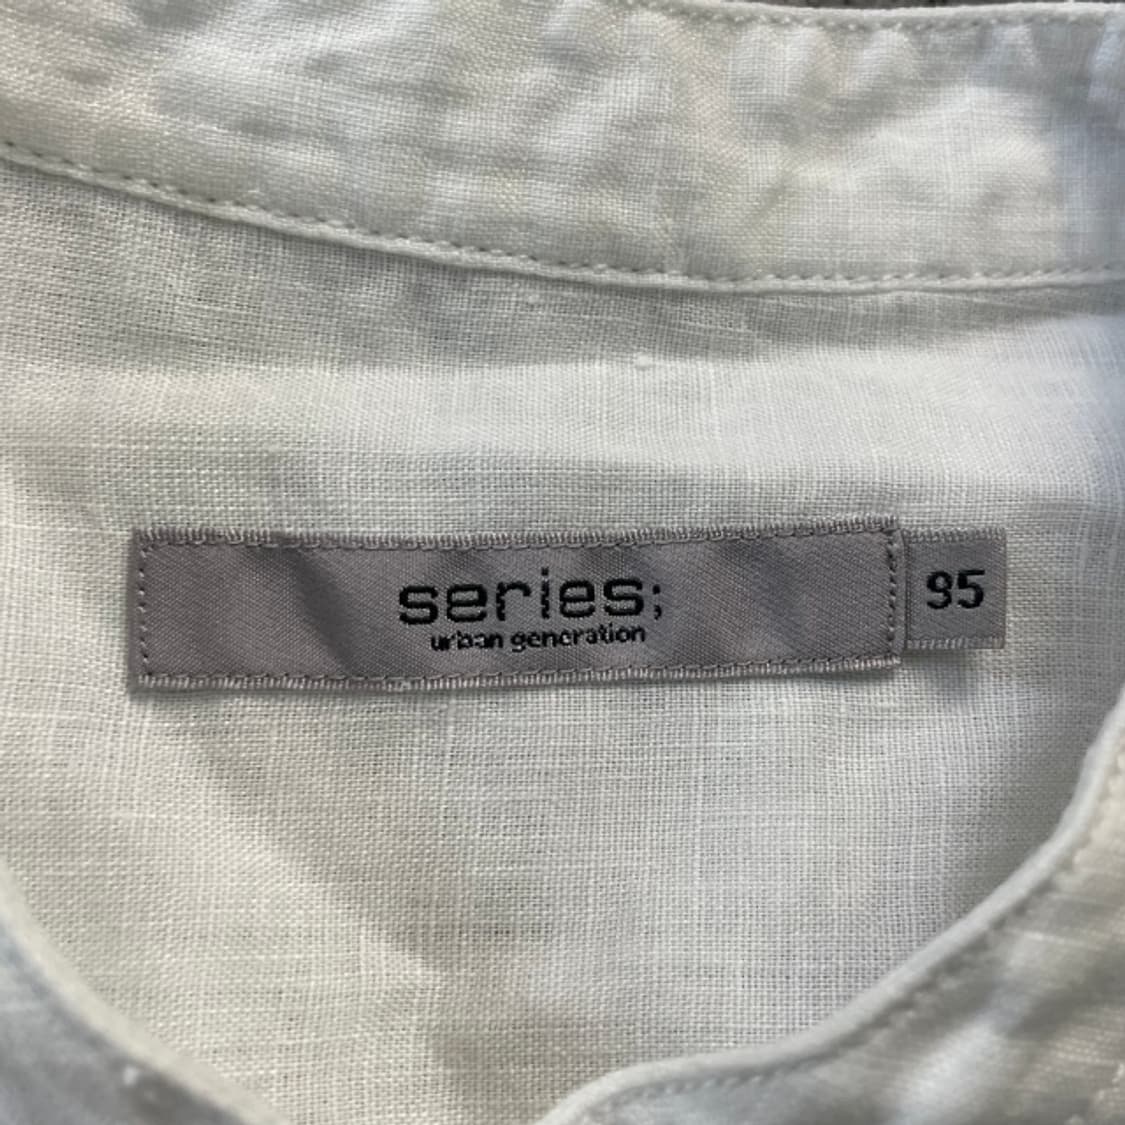 series;
urban generation
95